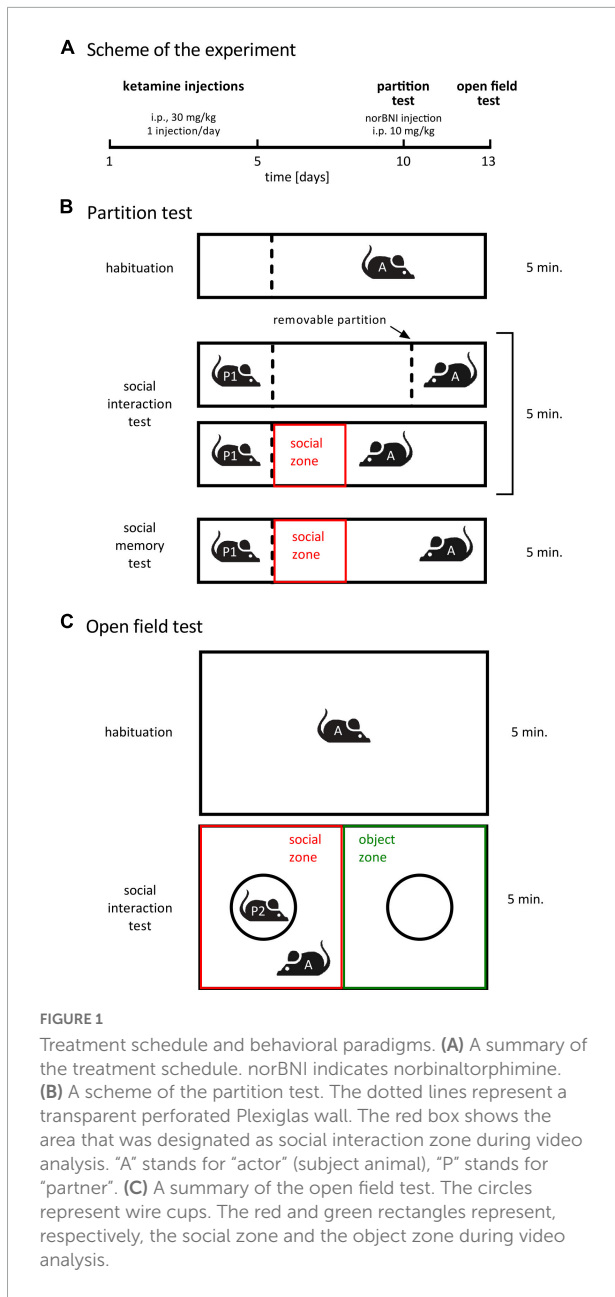 A Scheme of the experiment
ketamine injections
partition test
open field test
i.p., 30 mg/kg
1 injection/day
norBNI injection
i.p. 10 mg/kg
1
5
10
13
time [days]
B Partition test
habituation
A
5 min.
removable partition
social interaction test
P1
A
5 min.
P1
social zone
A
social memory test
P1
social zone
A
5 min.
C Open field test
habituation
A
5 min.
social zone
object zone
social interaction test
P2
A
5 min.
FIGURE 1
Treatment schedule and behavioral paradigms. (A) A summary of
the treatment schedule. norBNI indicates norbinaltorphimine.
(B) A scheme of the partition test. The dotted lines represent a
transparent perforated Plexiglas wall. The red box shows the
area that was designated as social interaction zone during video
analysis. “A” stands for “actor” (subject animal), “P” stands for
“partner”. (C) A summary of the open field test. The circles
represent wire cups. The red and green rectangles represent,
respectively, the social zone and the object zone during video
analysis.